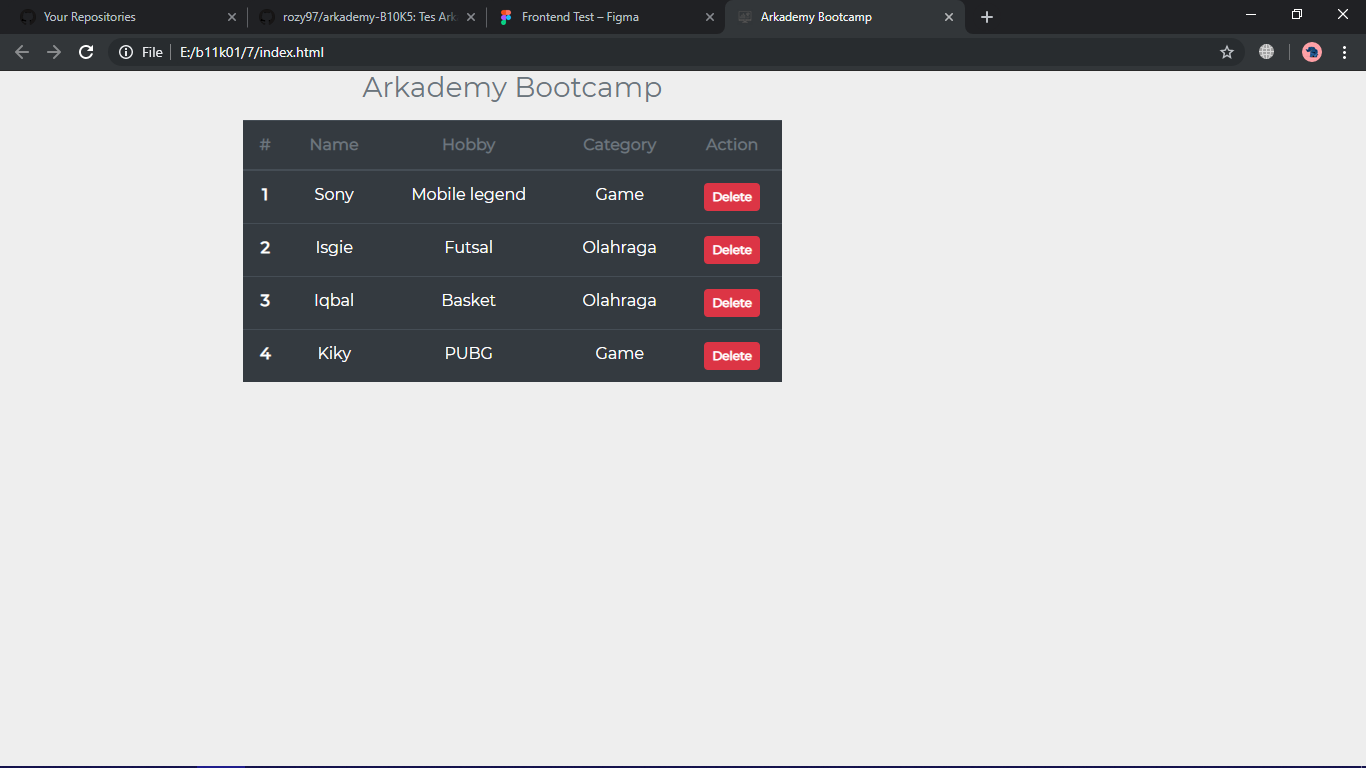 Your Repositories
rozy97/arkademy-B10K5: Tes Ark
Frontend Test – Figma
Arkademy Bootcamp
File E:/b11k01/7/index.html
Arkademy Bootcamp
# Name Hobby Category Action
1 Sony Mobile legend Game Delete
2 Isgie Futsal Olahraga Delete
3 Iqbal Basket Olahraga Delete
4 Kiky PUBG Game Delete